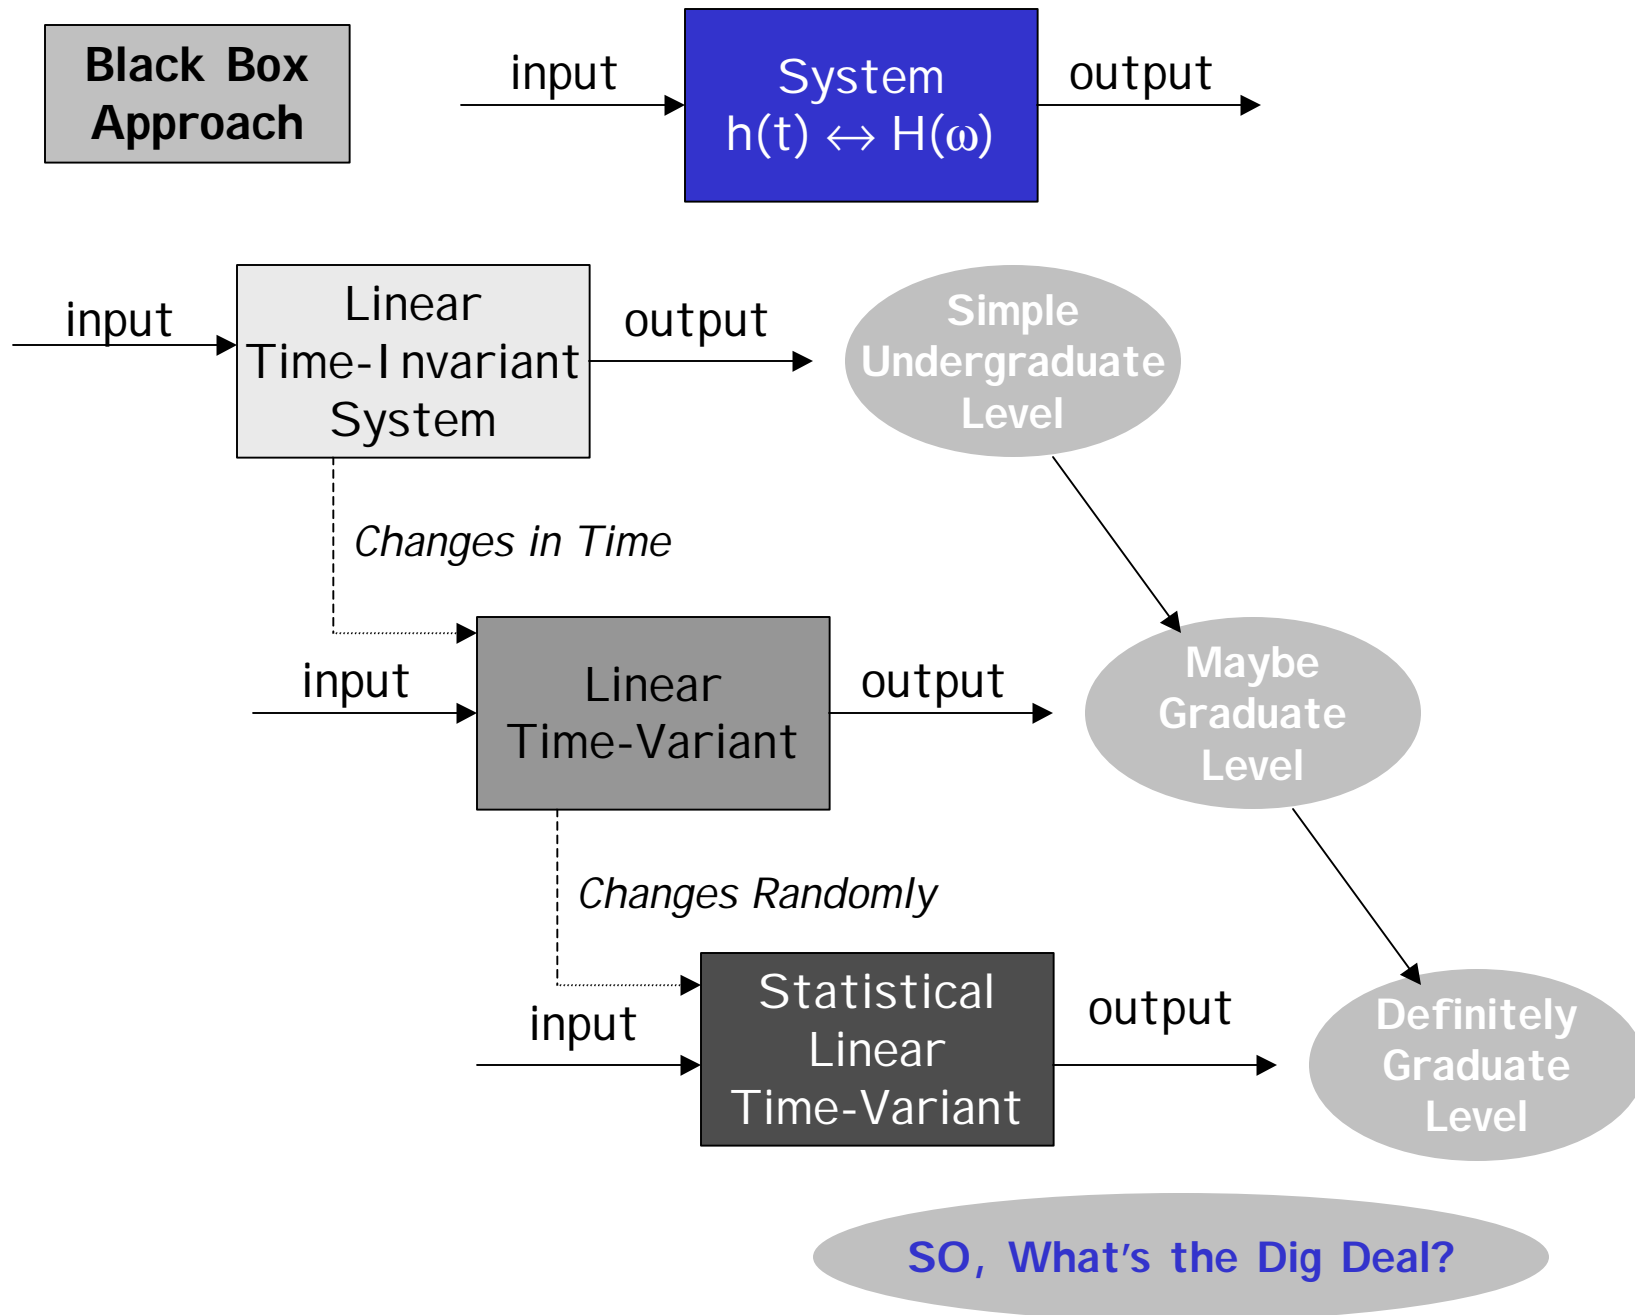 Black Box
Approach
input
System
h(t) ↔ H(ω)
output
input
Linear
Time-Invariant
System
output
Simple
Undergraduate
Level
Changes in Time
input
Linear
Time-Variant
output
Maybe
Graduate
Level
Changes Randomly
input
Statistical
Linear
Time-Variant
output
Definitely
Graduate
Level
SO, What's the Dig Deal?